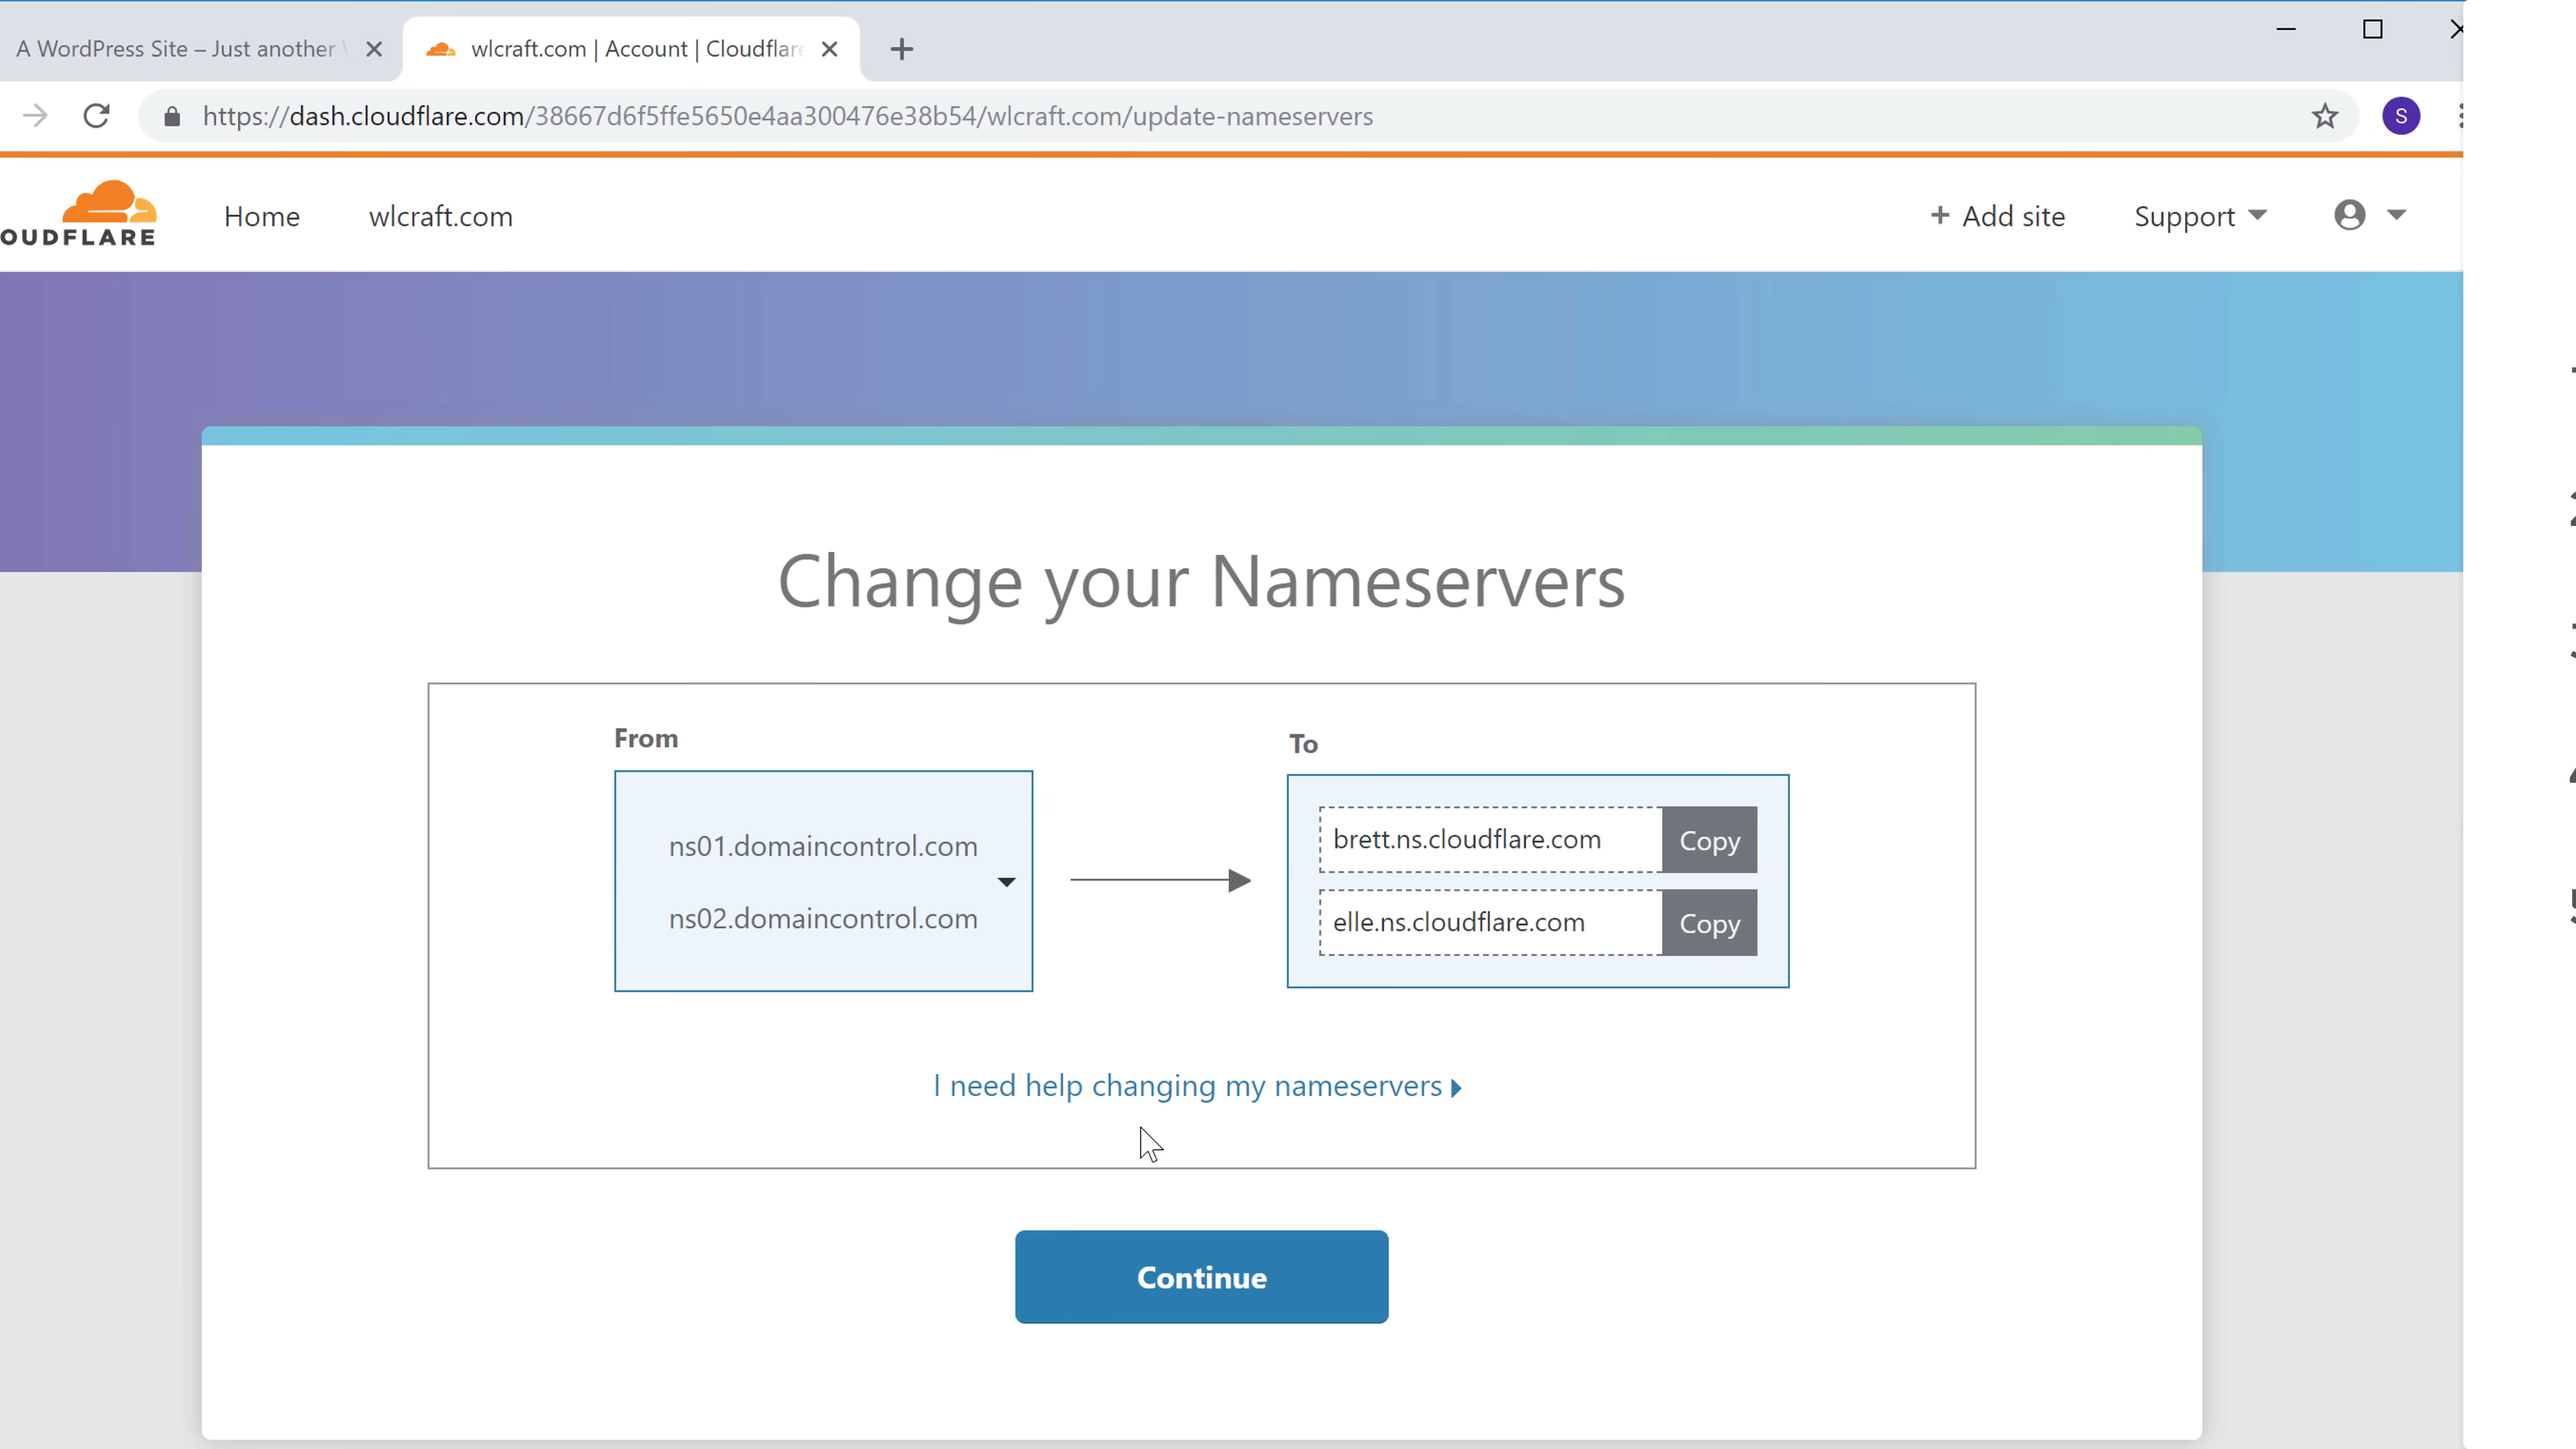 A WordPress Site – Just another
wlcraft.com | Account | Cloudflare
https://dash.cloudflare.com/38667d6f5ffe5650e4aa300476e38b54/wlcraft.com/update-nameservers
S
OUDFLARE
Home
wlcraft.com
+ Add site
Support
Change your Nameservers
From
To
ns01.domaincontrol.com
ns02.domaincontrol.com
brett.ns.cloudflare.com
Copy
elle.ns.cloudflare.com
Copy
I need help changing my nameservers
Continue